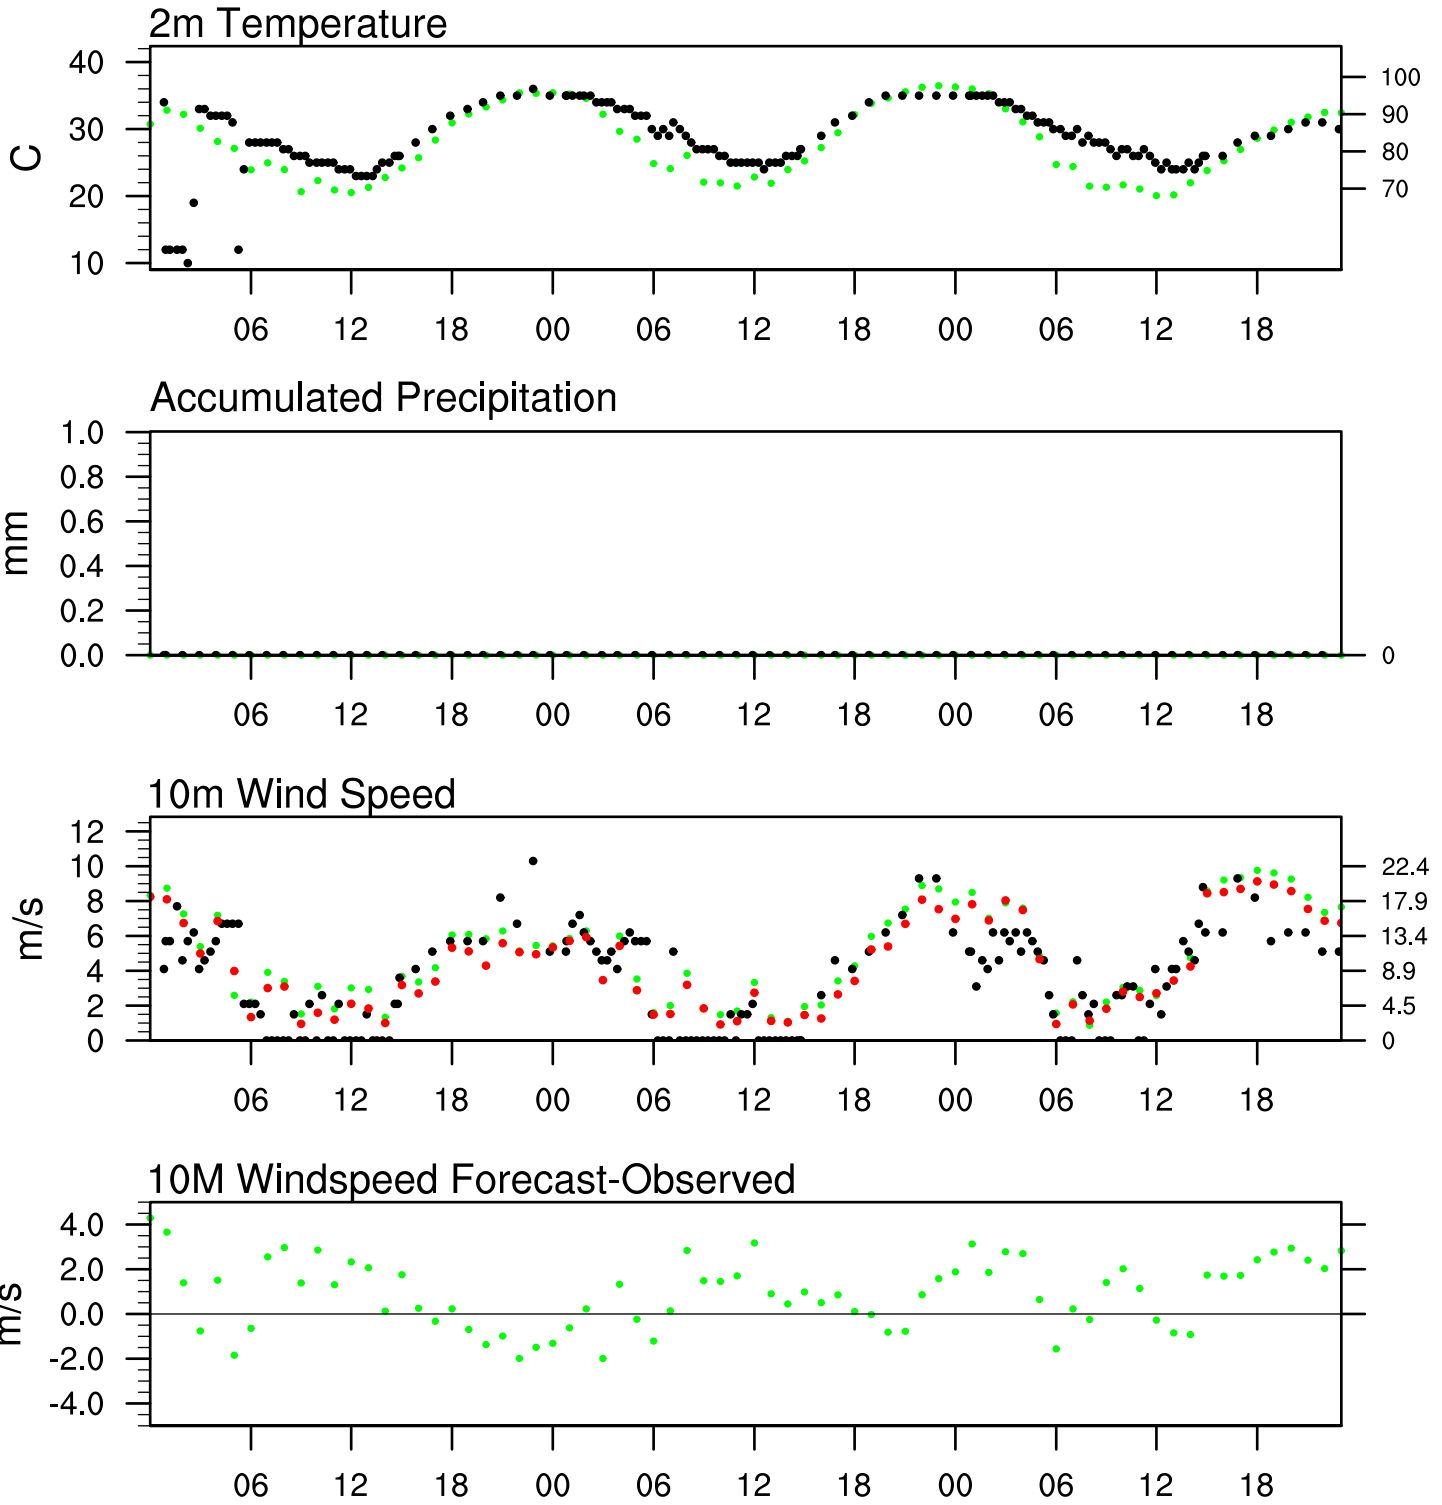 2m Temperature
40
30
20
10
C
100
90
80
70
06 12 18 00 06 12 18 00 06 12 18
Accumulated Precipitation
1.0
0.8
0.6
0.4
0.2
0.0
mm
0
06 12 18 00 06 12 18 00 06 12 18
10m Wind Speed
12
10
8
6
4
2
0
m/s
22.4
17.9
13.4
8.9
4.5
0
06 12 18 00 06 12 18 00 06 12 18
10M Windspeed Forecast-Observed
4.0
2.0
0.0
-2.0
-4.0
m/s
06 12 18 00 06 12 18 00 06 12 18